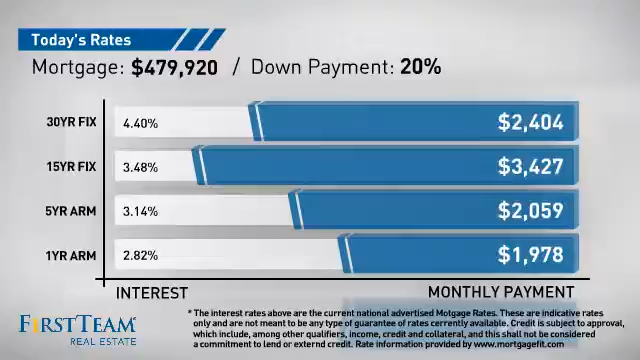 Today's Rates
Mortgage: $479,920 / Down Payment: 20%
30YR FIX 4.40% $2,404
15YR FIX 3.48% $3,427
5YR ARM 3.14% $2,059
1YR ARM 2.82% $1,978
INTEREST MONTHLY PAYMENT
FIRSTTEAM®
REAL ESTATE
* The interest rates above are the current national advertised Motgage Rates. These are indicative rates
only and are not meant to be any type of guarantee of rates cerrently available. Credit is subject to approval,
which include, among other qualifiers, income, credit and collateral, and this shall not be considered
a commitment to lend or externd credit. Rate information provided by www.mortgagefit.com